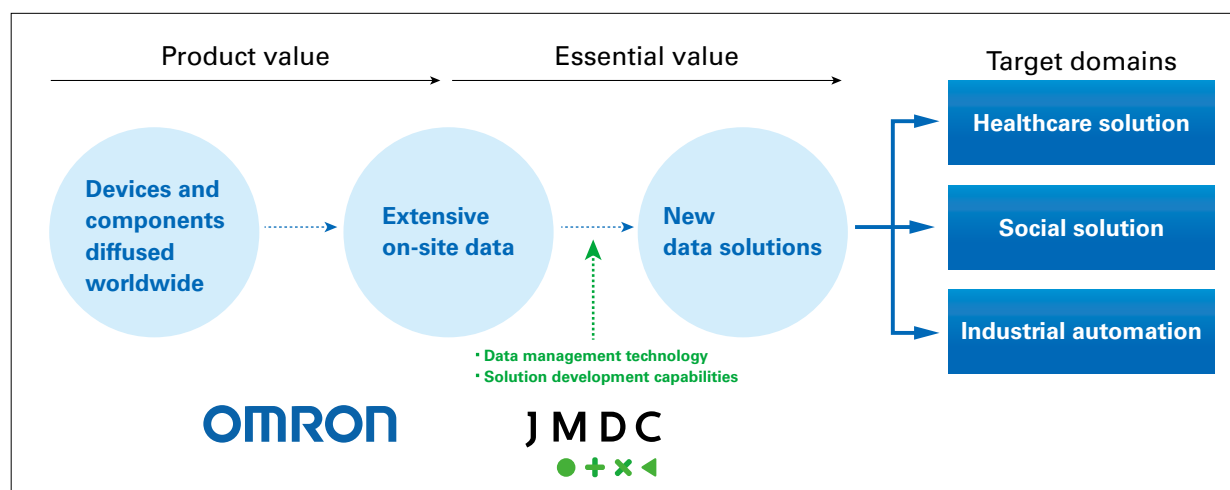 Product value
Essential value
Target domains
Devices and
components
diffused
worldwide
Extensive
on-site data
New
data solutions
Healthcare solution
Social solution
Industrial automation
・Data management technology
・Solution development capabilities
OMRON
JMDC